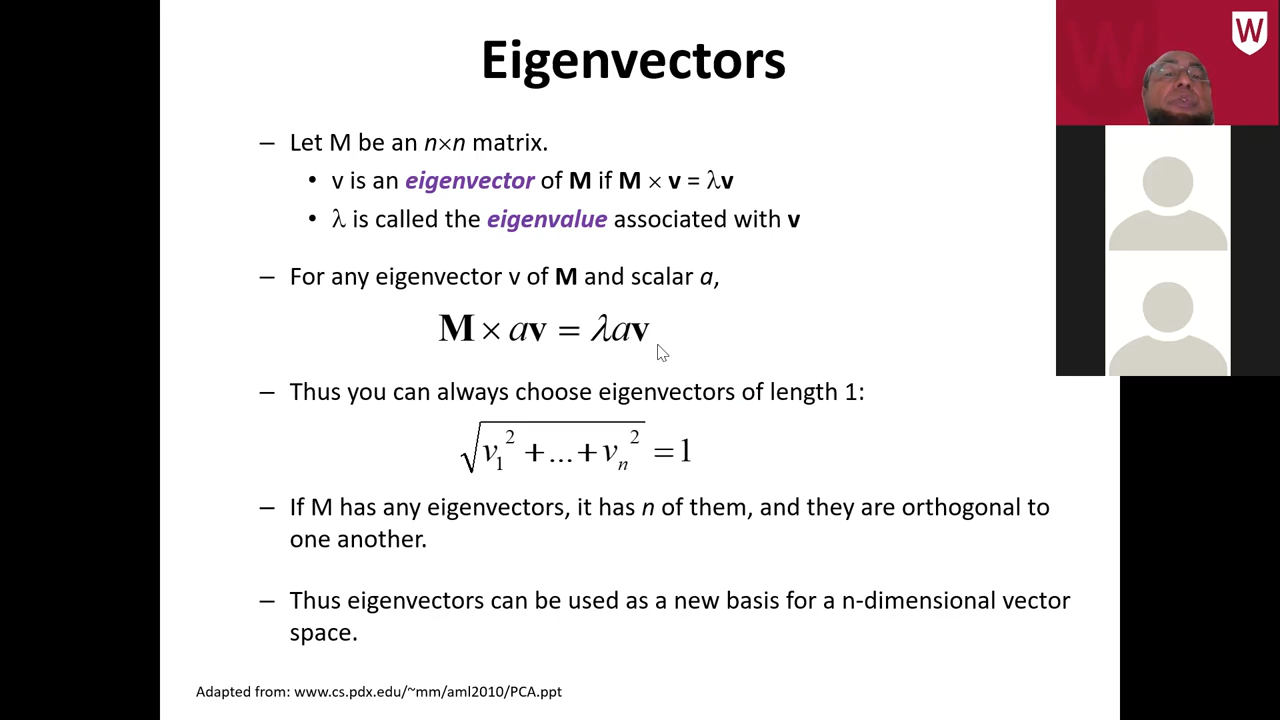 Eigenvectors
W
– Let M be an n×n matrix.
• v is an eigenvector of M if M × v = λv
• λ is called the eigenvalue associated with v
– For any eigenvector v of M and scalar a,
M × av = λav
– Thus you can always choose eigenvectors of length 1:
√(v₁² +...+ vₙ²) = 1
– If M has any eigenvectors, it has n of them, and they are orthogonal to
one another.
– Thus eigenvectors can be used as a new basis for a n-dimensional vector
space.
Adapted from: www.cs.pdx.edu/~mm/aml2010/PCA.ppt